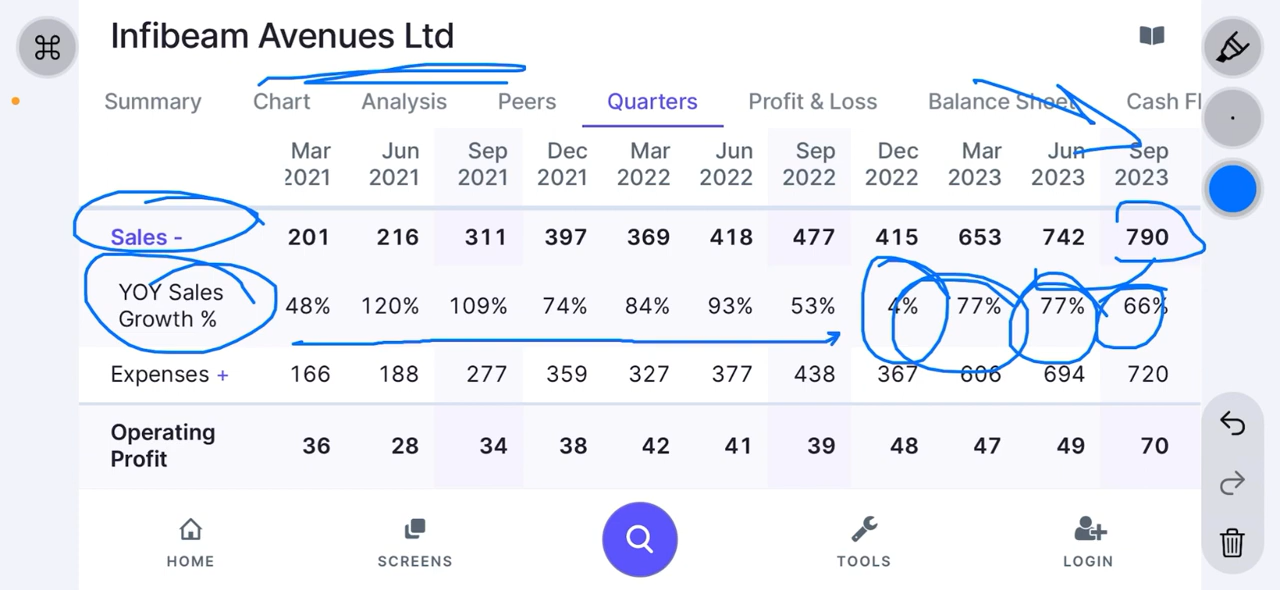 Infibeam Avenues Ltd
Summary Chart Analysis Peers Quarters Profit & Loss Balance Sheet Cash Fl
Mar 2021 Jun 2021 Sep 2021 Dec 2021 Mar 2022 Jun 2022 Sep 2022 Dec 2022 Mar 2023 Jun 2023 Sep 2023
Sales - 201 216 311 397 369 418 477 415 653 742 790
YOY Sales Growth % 48% 120% 109% 74% 84% 93% 53% 4% 77% 77% 66%
Expenses + 166 188 277 359 327 377 438 367 606 694 720
Operating Profit 36 28 34 38 42 41 39 48 47 49 70
HOME SCREENS TOOLS LOGIN